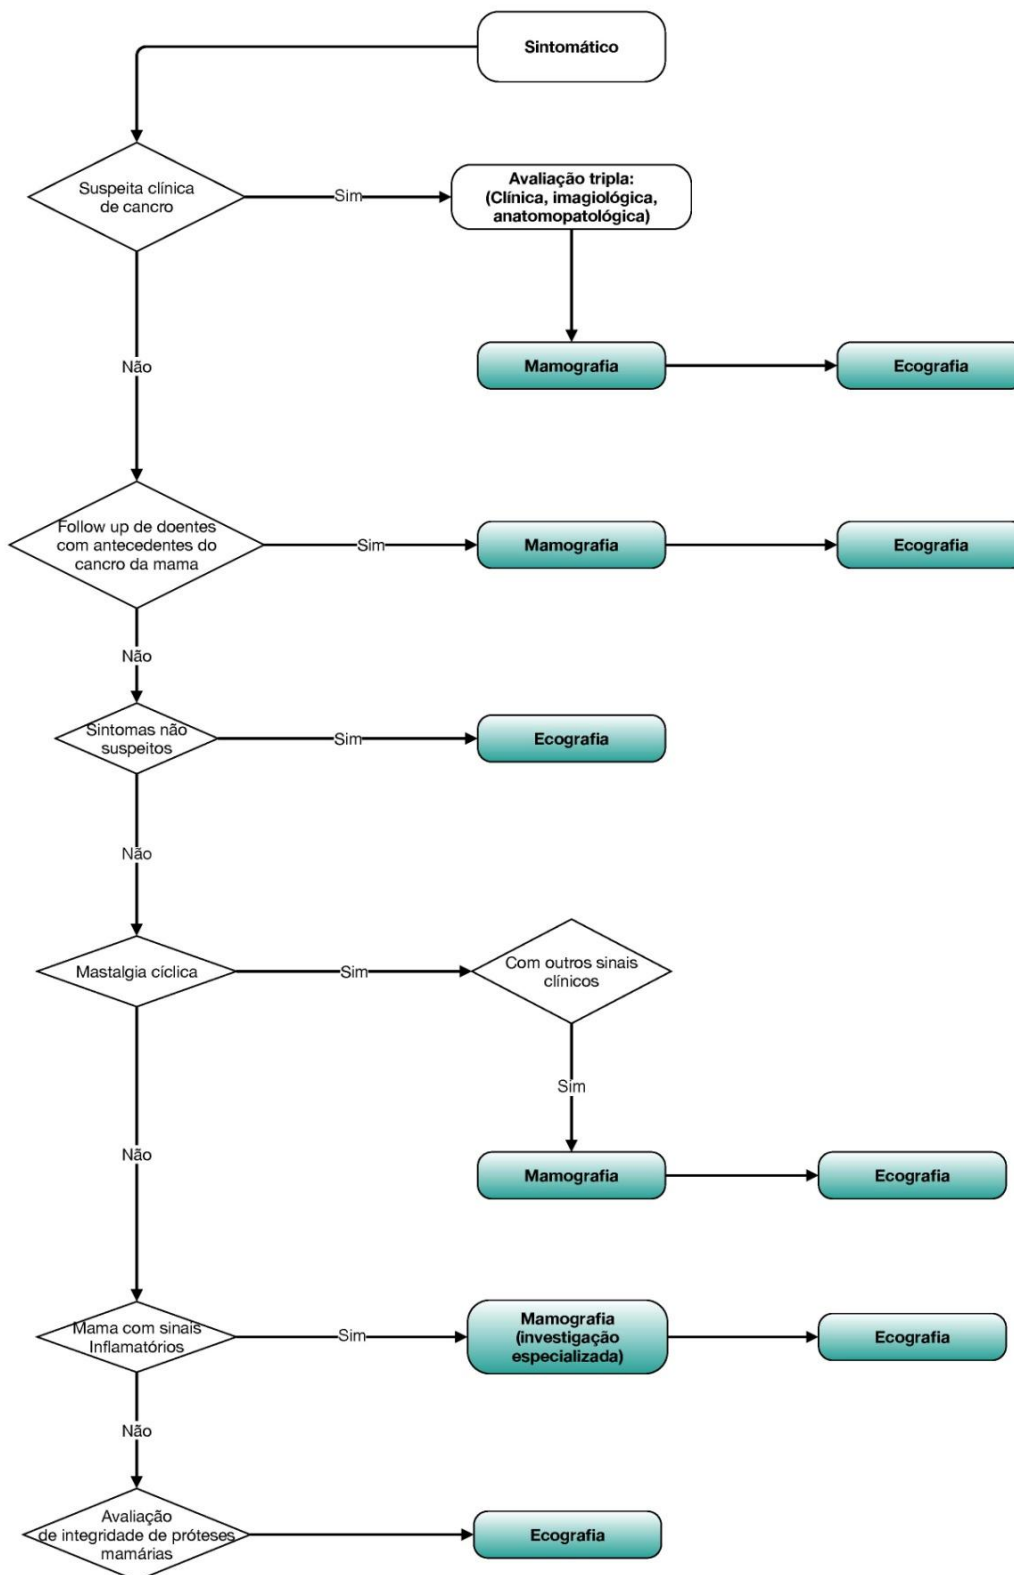 Sintomático
Suspeita clínica
de cancro
Sim
Avaliação tripla:
(Clínica, imagiológica,
anatomopatológica)
Não
Mamografia
Ecografia
Follow up de doentes
com antecedentes do
cancro da mama
Sim
Mamografia
Ecografia
Não
Sintomas não
suspeitos
Sim
Ecografia
Não
Mastalgia cíclica
Sim
Com outros sinais
clínicos
Sim
Não
Mamografia
Ecografia
Mama com sinais
Inflamatórios
Sim
Mamografia
(investigação
especializada)
Ecografia
Não
Avaliação
de integridade de próteses
mamárias
Ecografia